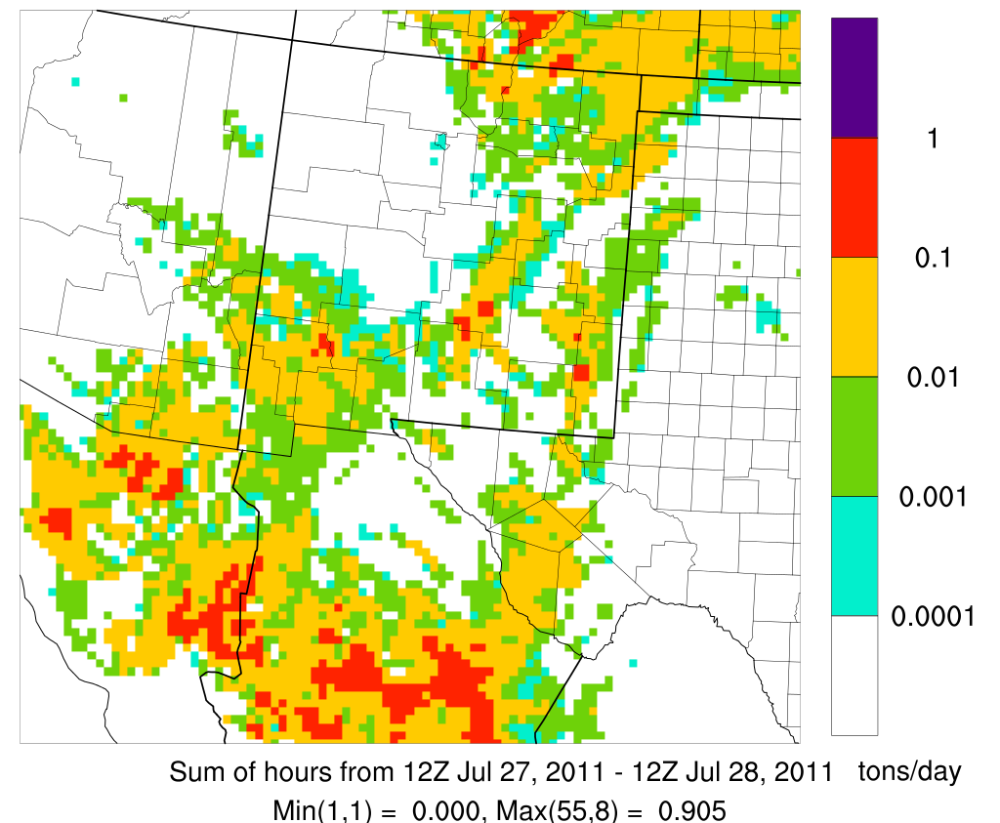 1
0.1
0.01
0.001
0.0001
Sum of hours from 12Z Jul 27, 2011 - 12Z Jul 28, 2011 tons/day
Min(1,1) = 0.000, Max(55,8) = 0.905